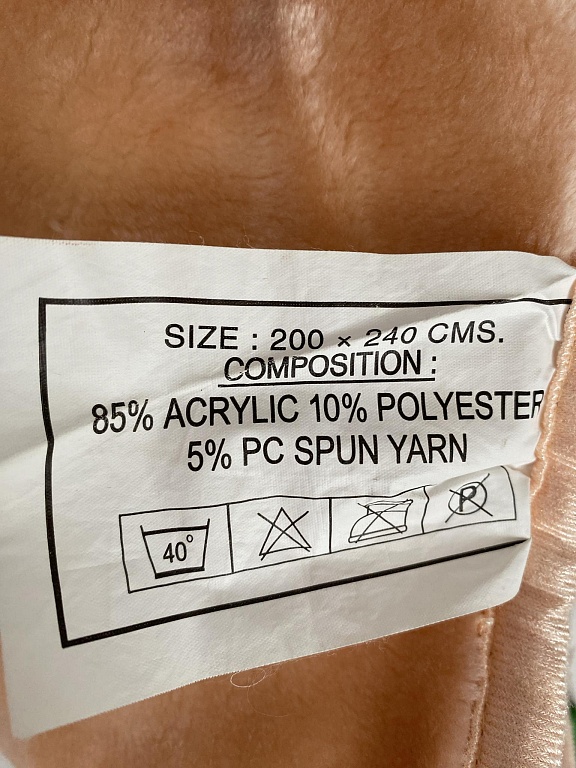 SIZE : 200 × 240 CMS.
COMPOSITION :
85% ACRYLIC 10% POLYESTER
5% PC SPUN YARN
40° P